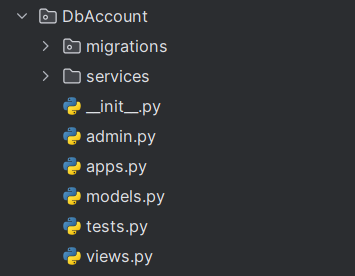 DbAccount
migrations
services
__init__.py
admin.py
apps.py
models.py
tests.py
views.py